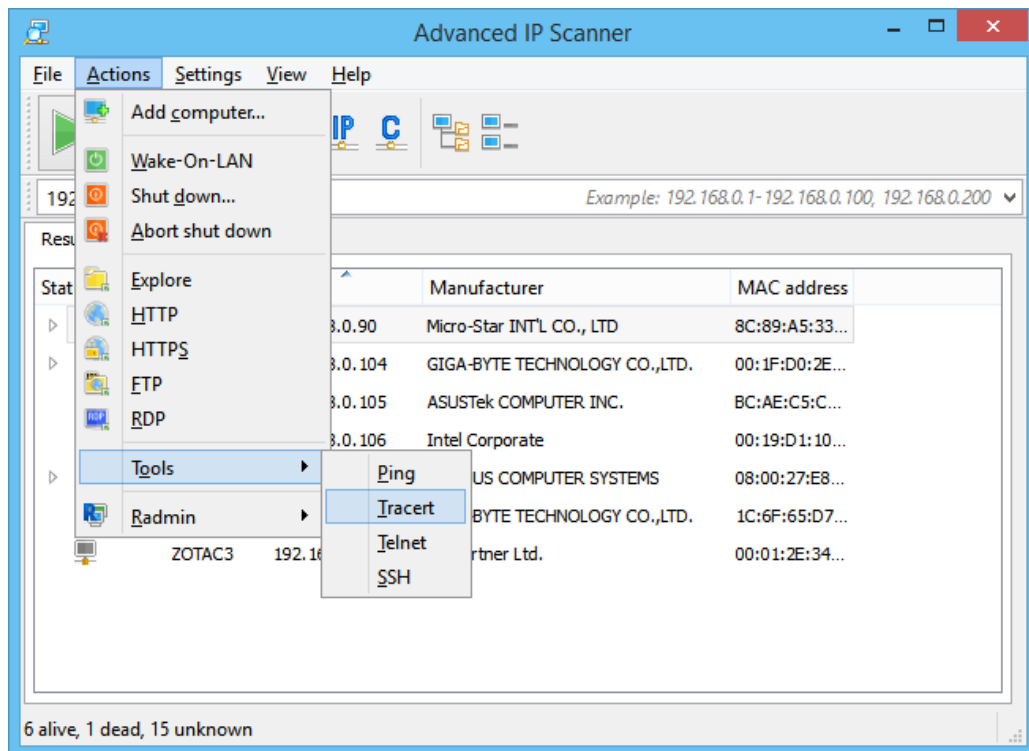 Advanced IP Scanner
File Actions Settings View Help
Add computer...
IP C
Wake-On-LAN
192
Example: 192.168.0.1-192.168.0.100, 192.168.0.200
Shut down...
Abort shut down
Resu
Explore
Stat Manufacturer MAC address
HTTP
3.0.90 Micro-Star INT'L CO., LTD 8C:89:A5:33...
HTTPS
3.0.104 GIGA-BYTE TECHNOLOGY CO.,LTD. 00:1F:D0:2E...
FTP
3.0.105 ASUSTek COMPUTER INC. BC:AE:C5:C...
RDP
3.0.106 Intel Corporate 00:19:D1:10...
Tools
Ping
US COMPUTER SYSTEMS 08:00:27:E8...
Radmin
Tracert
BYTE TECHNOLOGY CO.,LTD. 1C:6F:65:D7...
Telnet
ZOTAC3 192.16 rtner Ltd. 00:01:2E:34...
SSH
6 alive, 1 dead, 15 unknown